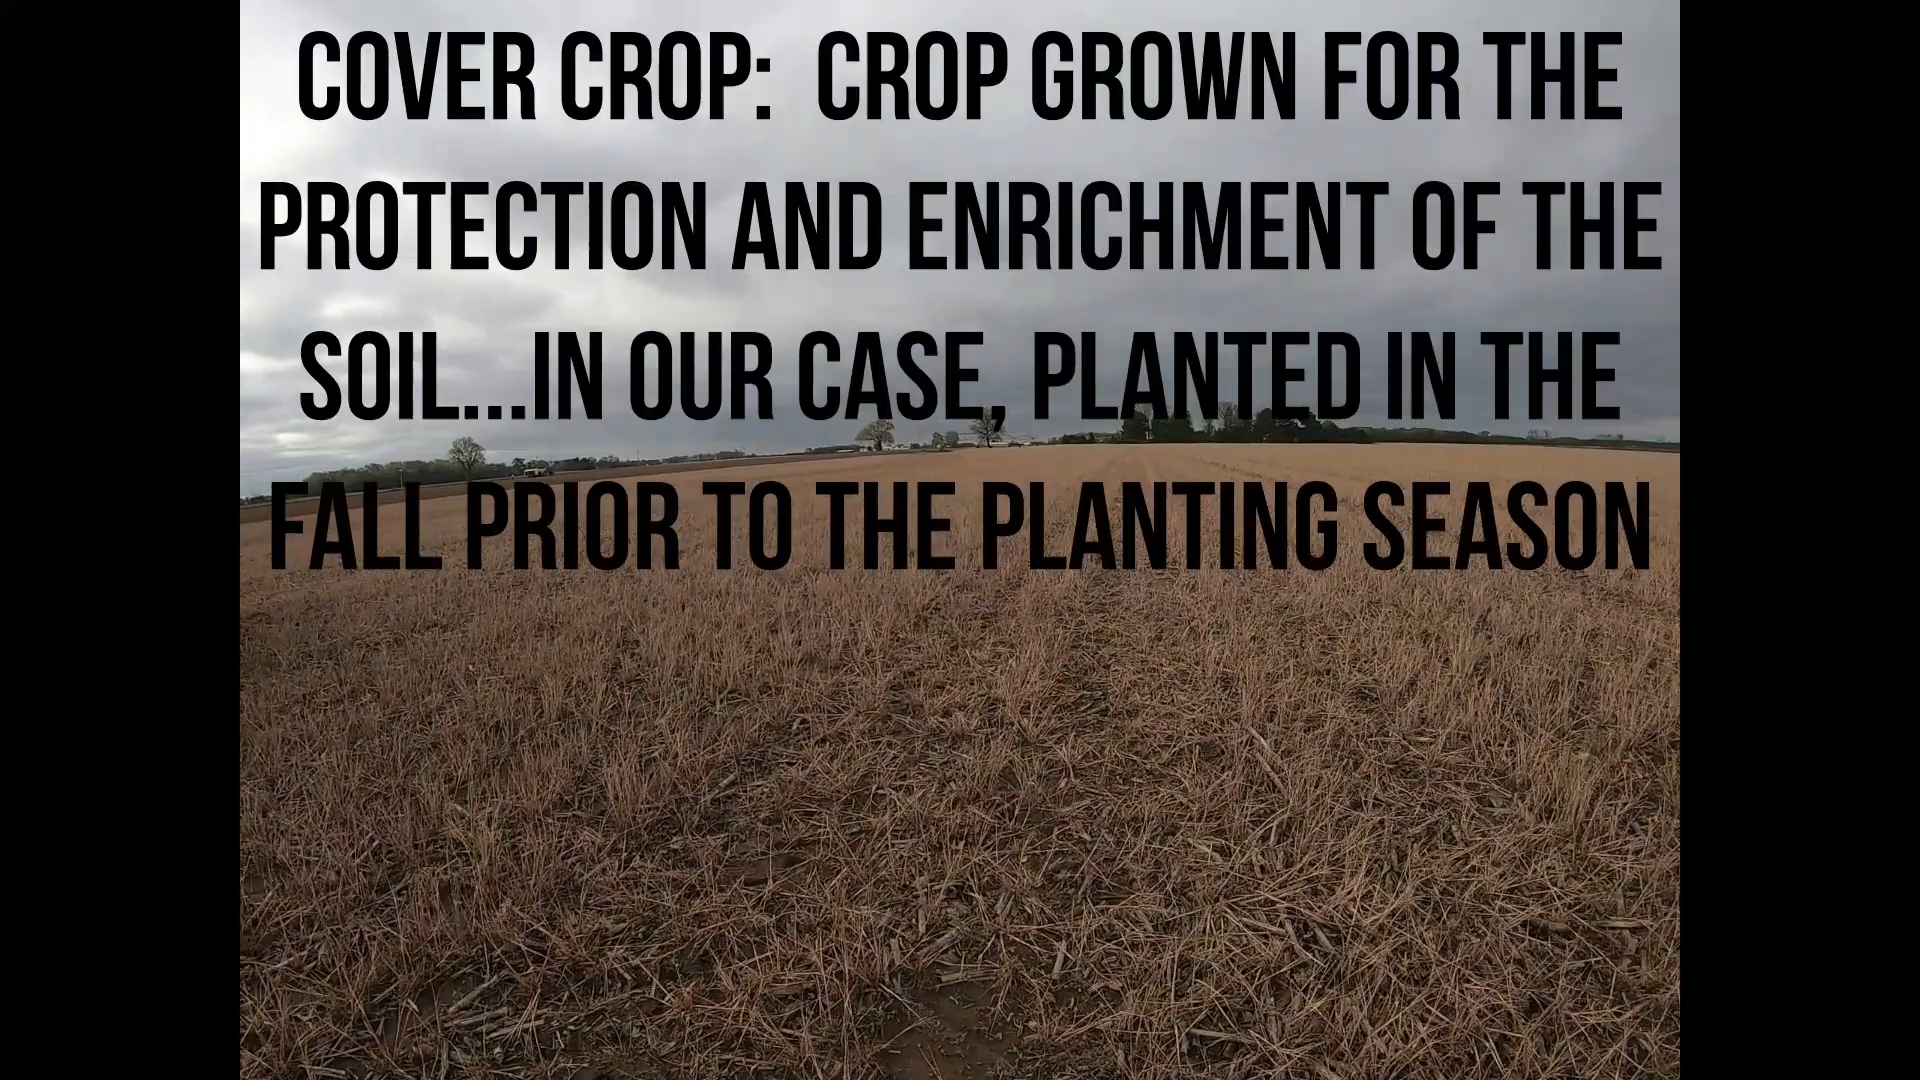 COVER CROP: CROP GROWN FOR THE
PROTECTION AND ENRICHMENT OF THE
SOIL...IN OUR CASE, PLANTED IN THE
FALL PRIOR TO THE PLANTING SEASON